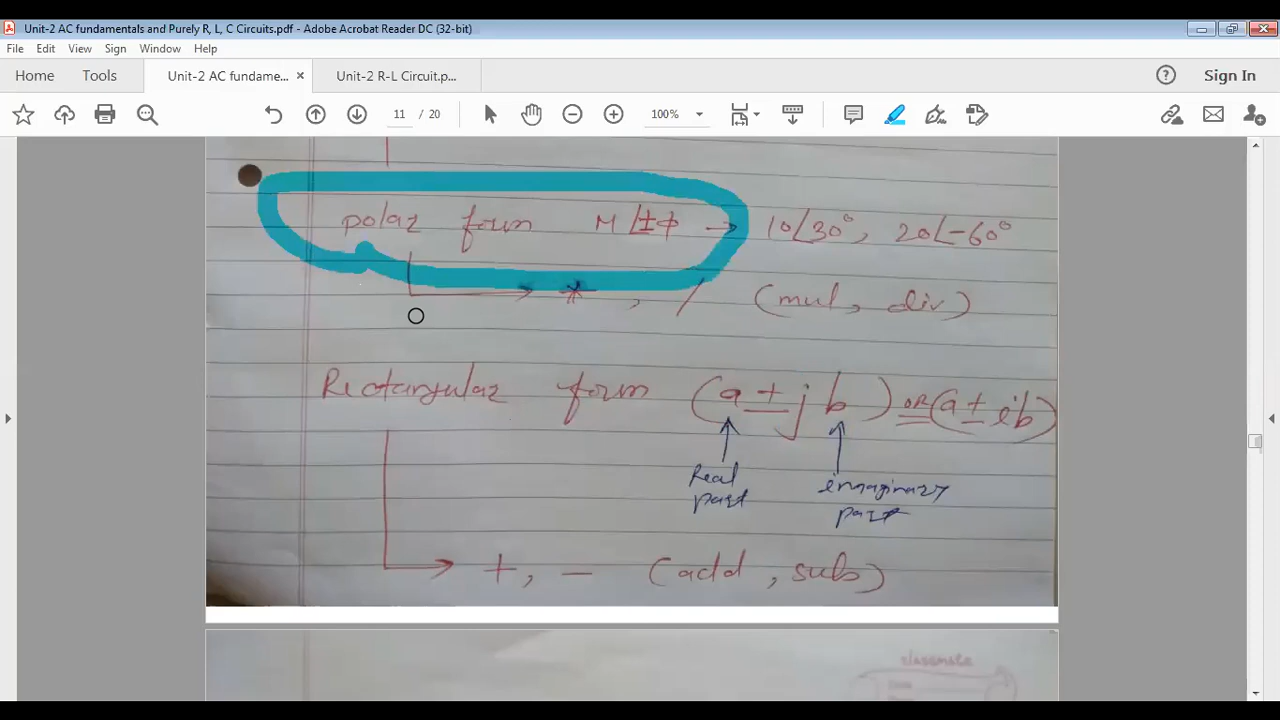 Unit-2 AC fundamentals and Purely R, L, C Circuits.pdf - Adobe Acrobat Reader DC (32-bit)
File Edit View Sign Window Help
Home Tools Unit-2 AC fundame... × Unit-2 R-L Circuit.p... ? Sign In
11 / 20 100%
polar form M∠±φ → 10∠30°, 20∠-60°
→ * , / (mul, div)
Rectangular form (a ± j b) OR (a ± ib)
Real part
imaginary part
→ +, - (add, sub)
classmate